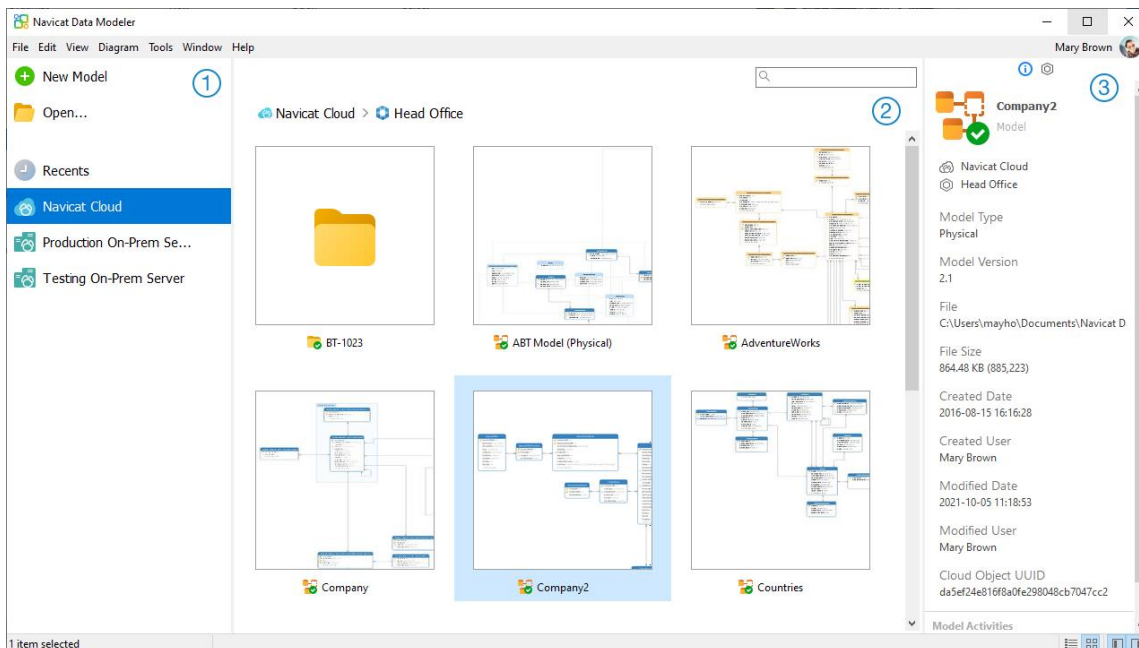 Navicat Data Modeler
File Edit View Diagram Tools Window Help
Mary Brown
New Model
1
Open...
Recents
Navicat Cloud
Production On-Prem Se...
Testing On-Prem Server
Navicat Cloud > Head Office
2
BT-1023
ABT Model (Physical)
AdventureWorks
Company
Company2
Countries
3
Company2
Model
Navicat Cloud
Head Office
Model Type
Physical
Model Version
2.1
File
C:\Users\mayho\Documents\Navicat D
File Size
864.48 KB (885,223)
Created Date
2016-08-15 16:16:28
Created User
Mary Brown
Modified Date
2021-10-05 11:18:53
Modified User
Mary Brown
Cloud Object UUID
da5ef24e816f8a0fe298048cb7047cc2
Model Activities
1 item selected